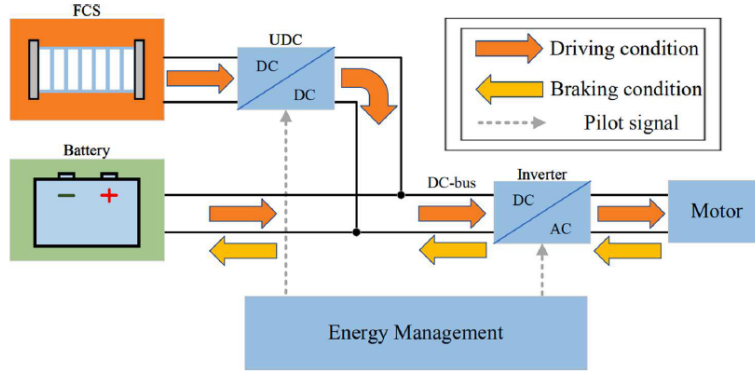 FCS
UDC
DC
DC
Driving condition
Braking condition
Pilot signal
Battery
− +
DC-bus
Inverter
DC
AC
Motor
Energy Management